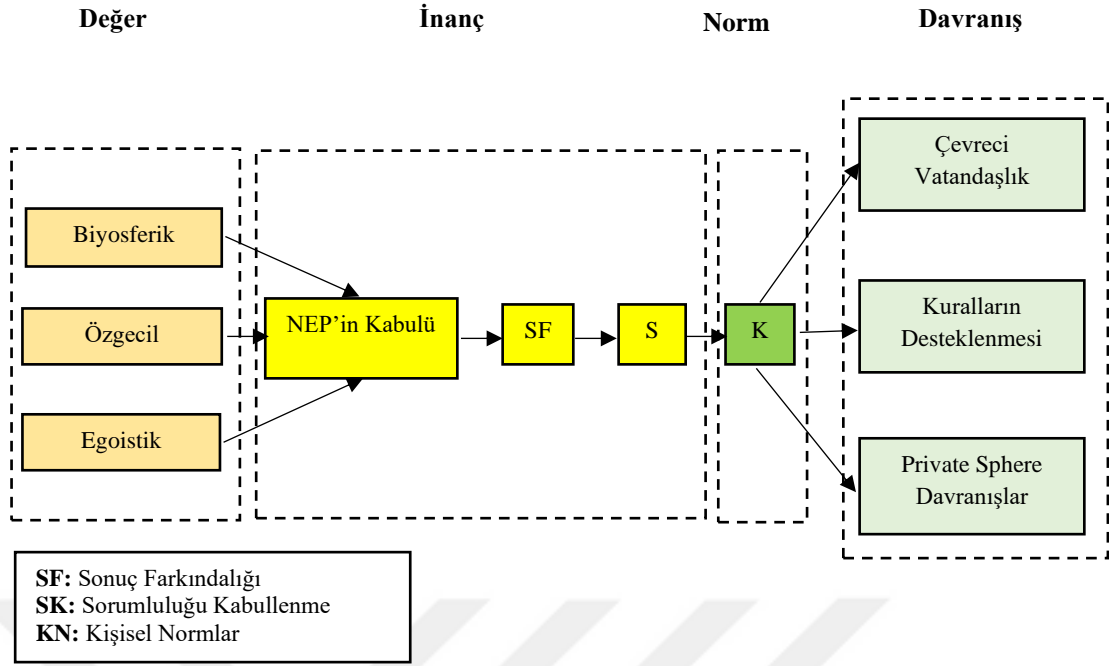 Değer
İnanç
Norm
Davranış
Biyosferik
Özgecil
Egoistik
NEP’in Kabulü
SF
S
K
Çevreci
Vatandaşlık
Kuralların
Desteklenmesi
Private Sphere
Davranışlar
SF: Sonuç Farkındalığı
SK: Sorumluluğu Kabullenme
KN: Kişisel Normlar